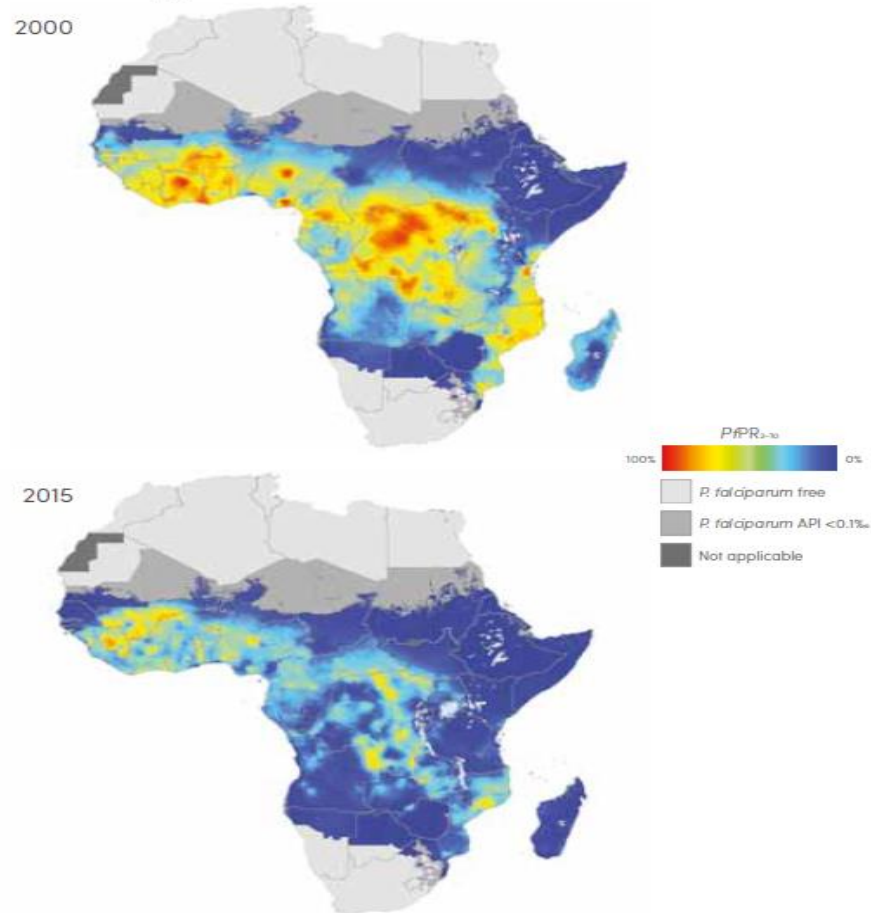 2000
PfPR₂₋₁₀
100%
0%
P. falciparum free
P. falciparum API <0.1‰
Not applicable
2015